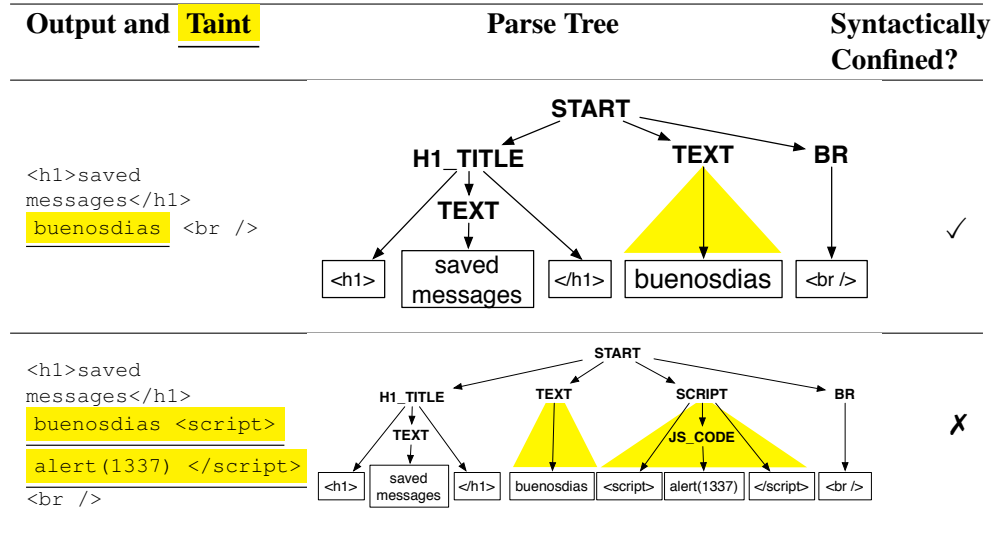 Output and Taint Parse Tree Syntactically
Confined?
<h1>saved
messages</h1>
buenosdias <br />
START
H1_TITLE TEXT BR
TEXT
<h1> saved
messages </h1> buenosdias <br />
✓
<h1>saved
messages</h1>
buenosdias <script>
alert(1337) </script>
<br />
START
H1_TITLE TEXT SCRIPT BR
TEXT JS_CODE
<h1> saved
messages </h1> buenosdias <script> alert(1337) </script> <br />
✗